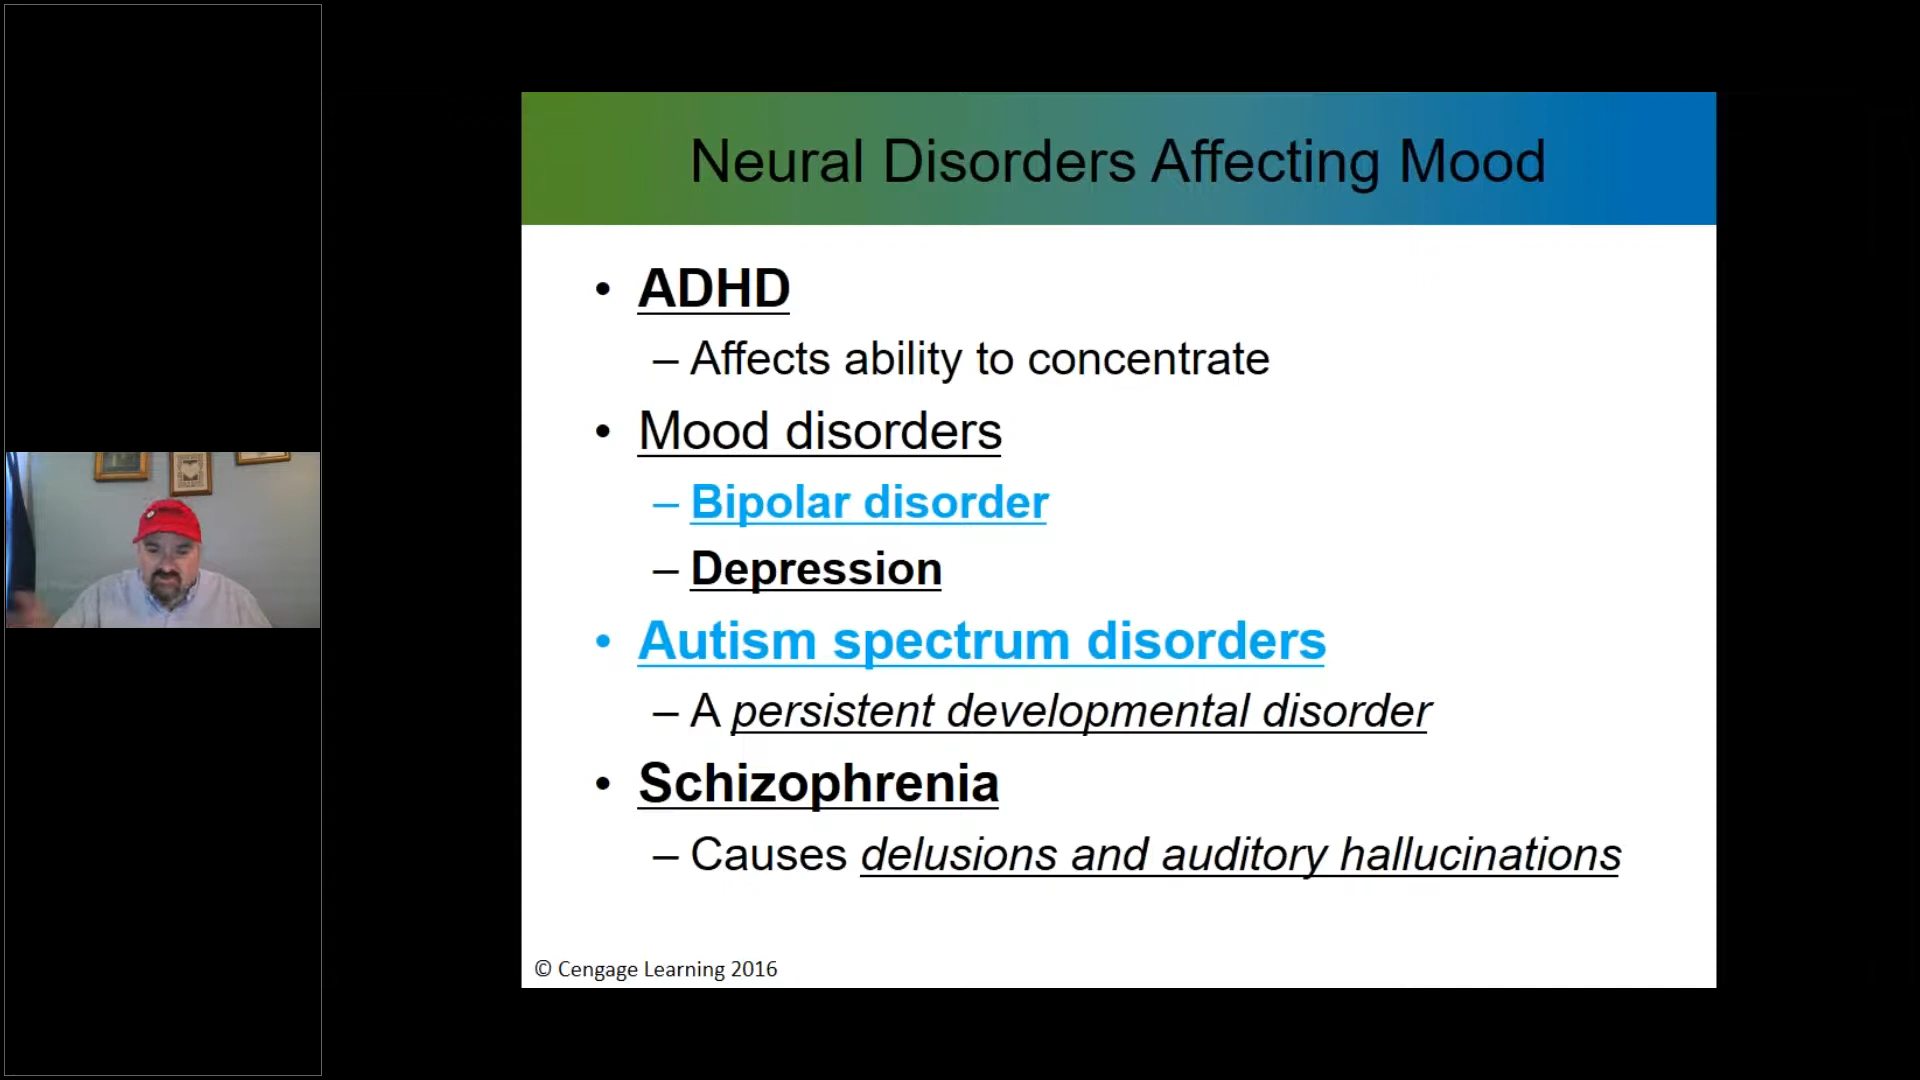 Neural Disorders Affecting Mood
• ADHD
– Affects ability to concentrate
• Mood disorders
– Bipolar disorder
– Depression
• Autism spectrum disorders
– A persistent developmental disorder
• Schizophrenia
– Causes delusions and auditory hallucinations
© Cengage Learning 2016